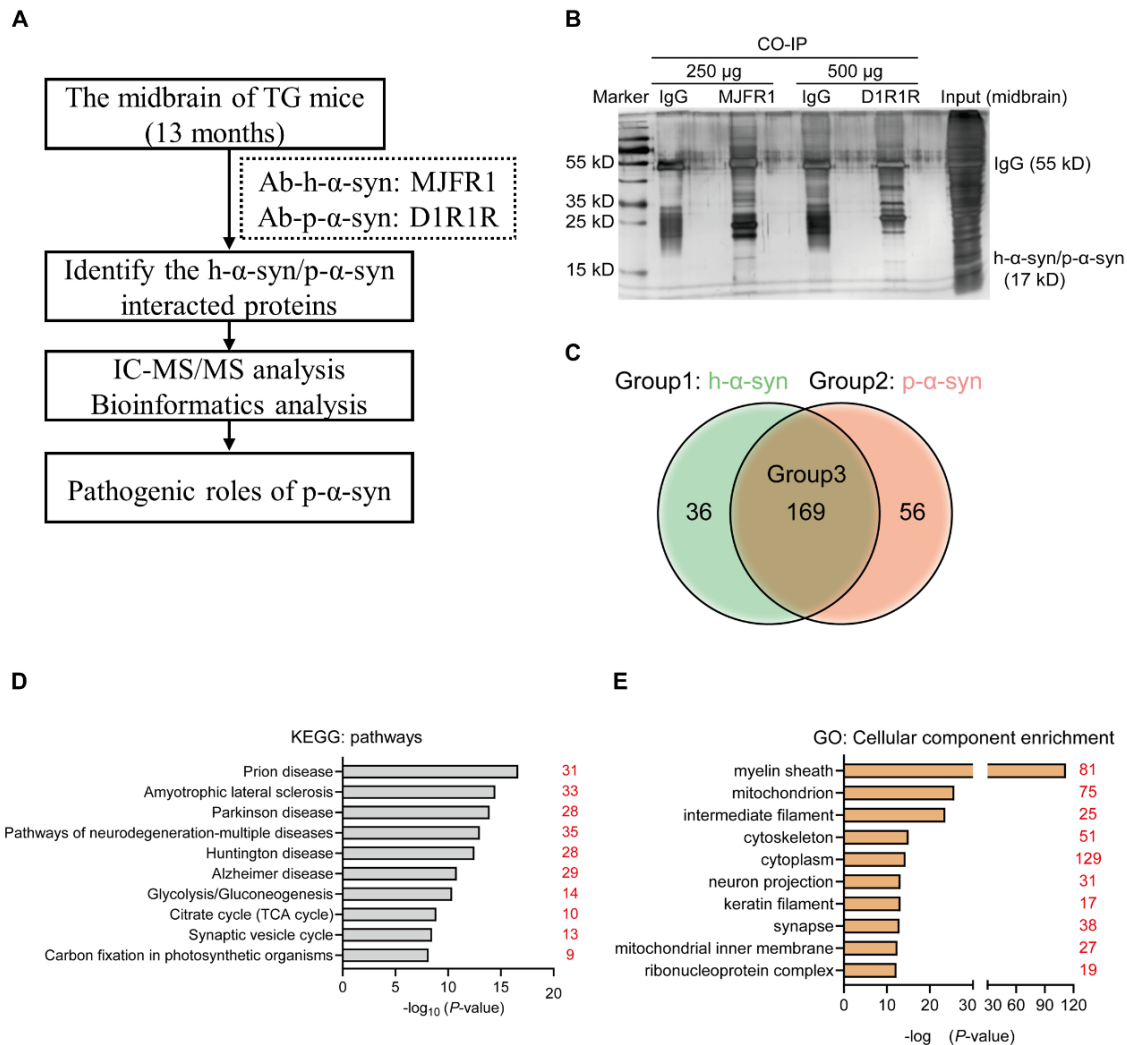 A
The midbrain of TG mice
(13 months)
Ab-h-α-syn: MJFR1
Ab-p-α-syn: D1R1R
Identify the h-α-syn/p-α-syn
interacted proteins
IC-MS/MS analysis
Bioinformatics analysis
Pathogenic roles of p-α-syn
B
CO-IP
250 μg 500 μg
Marker IgG MJFR1 IgG D1R1R Input (midbrain)
55 kD
35 kD
25 kD
15 kD
IgG (55 kD)
h-α-syn/p-α-syn
(17 kD)
C
Group1: h-α-syn Group2: p-α-syn
Group3
36 169 56
D
KEGG: pathways
Prion disease 31
Amyotrophic lateral sclerosis 33
Parkinson disease 28
Pathways of neurodegeneration-multiple diseases 35
Huntington disease 28
Alzheimer disease 29
Glycolysis/Gluconeogenesis 14
Citrate cycle (TCA cycle) 10
Synaptic vesicle cycle 13
Carbon fixation in photosynthetic organisms 9
0 5 10 15 20
-log10 (P-value)
E
GO: Cellular component enrichment
myelin sheath 81
mitochondrion 75
intermediate filament 25
cytoskeleton 51
cytoplasm 129
neuron projection 31
keratin filament 17
synapse 38
mitochondrial inner membrane 27
ribonucleoprotein complex 19
0 10 20 30 30 60 90 120
-log (P-value)